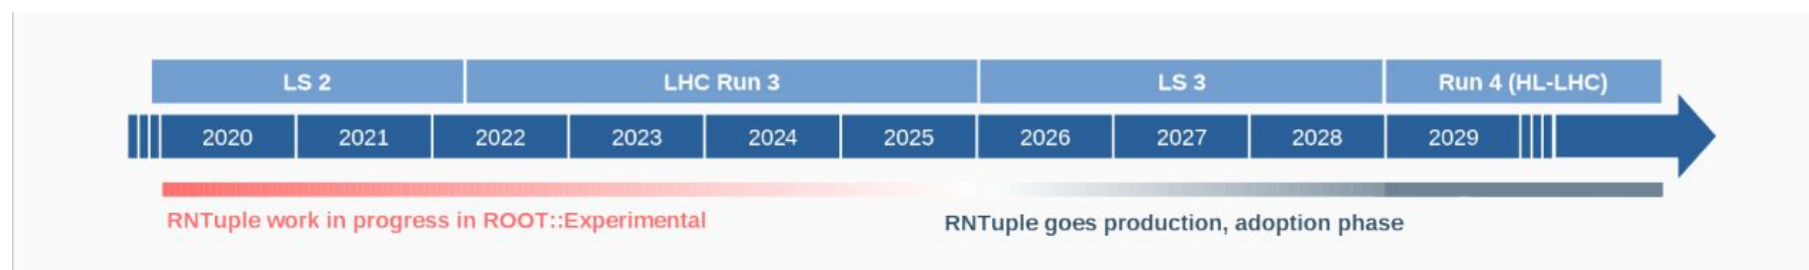 LS 2 LHC Run 3 LS 3 Run 4 (HL-LHC)
2020 2021 2022 2023 2024 2025 2026 2027 2028 2029
RNTuple work in progress in ROOT::Experimental
RNTuple goes production, adoption phase